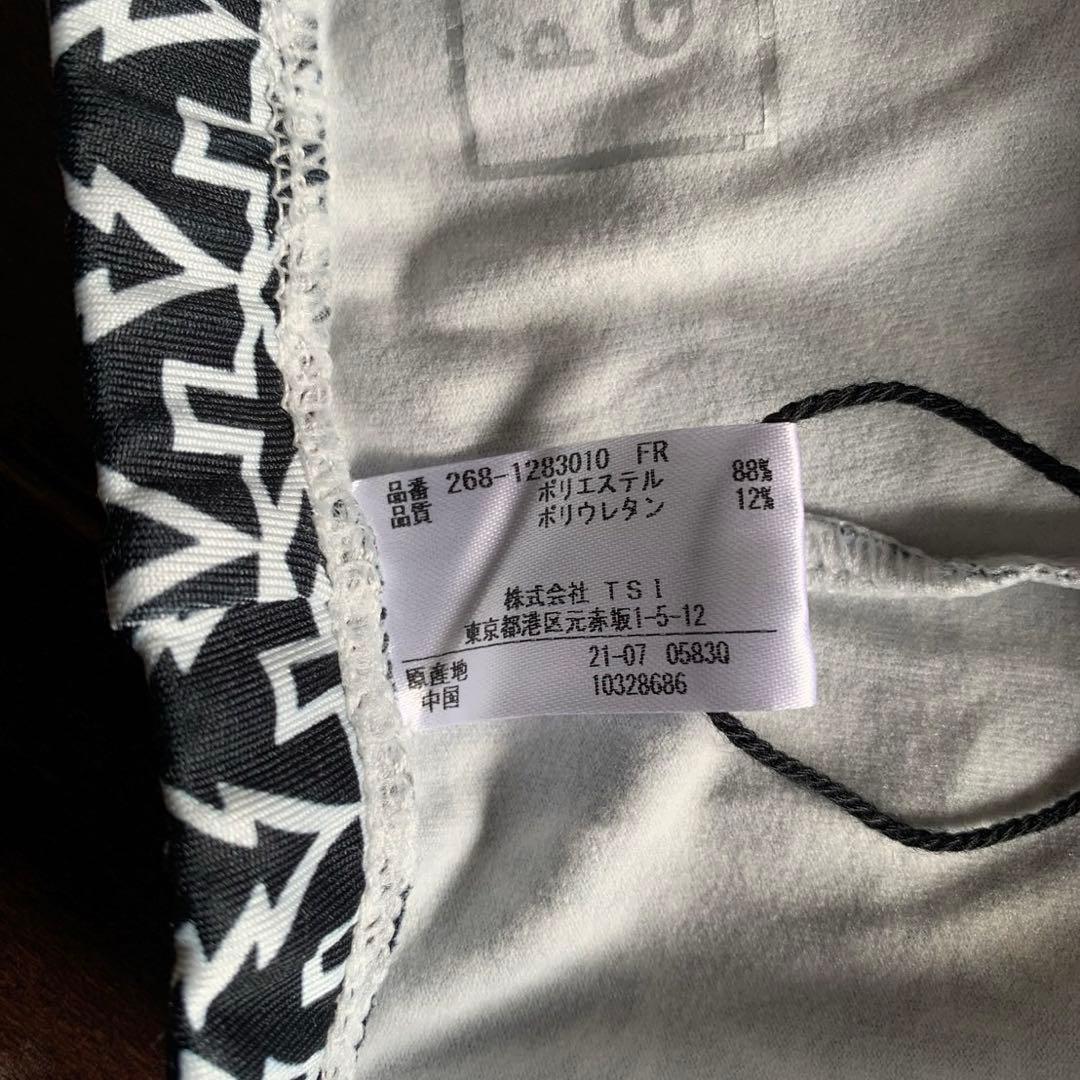 P G
品番 268-1283010 FR
品質 ポリエステル 88%
ポリウレタン 12%
株式会社 TSI
東京都港区元赤坂1-5-12
原産地 21-07 0583Q
中国 10328686